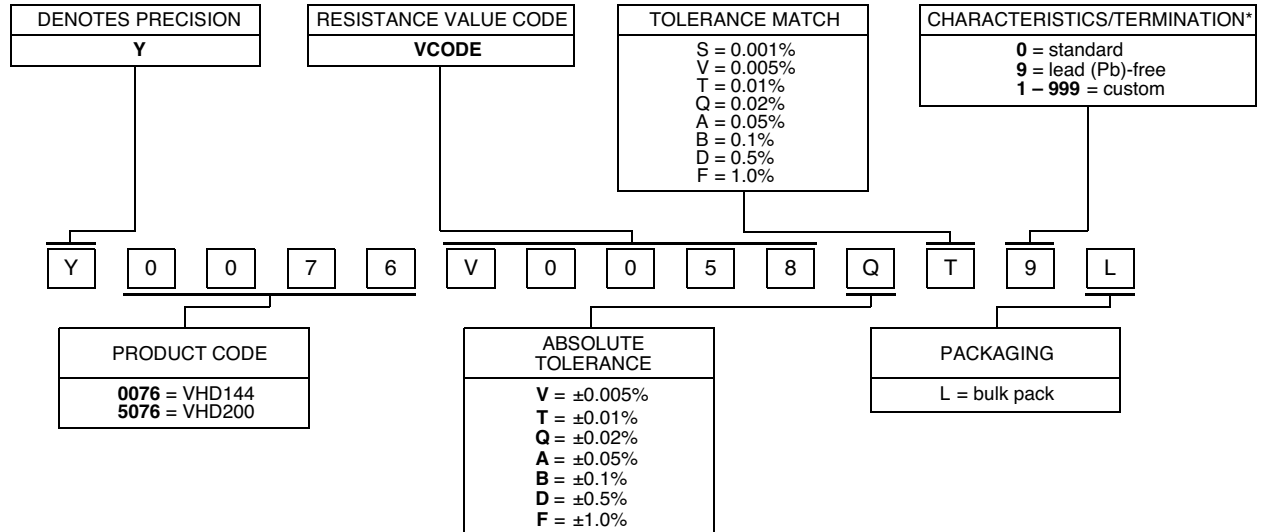 DENOTES PRECISION
Y
RESISTANCE VALUE CODE
VCODE
TOLERANCE MATCH
S = 0.001%
V = 0.005%
T = 0.01%
Q = 0.02%
A = 0.05%
B = 0.1%
D = 0.5%
F = 1.0%
CHARACTERISTICS/TERMINATION*
0 = standard
9 = lead (Pb)-free
1 – 999 = custom
Y 0 0 7 6 V 0 0 5 8 Q T 9 L
PRODUCT CODE
0076 = VHD144
5076 = VHD200
ABSOLUTE
TOLERANCE
V = ±0.005%
T = ±0.01%
Q = ±0.02%
A = ±0.05%
B = ±0.1%
D = ±0.5%
F = ±1.0%
PACKAGING
L = bulk pack